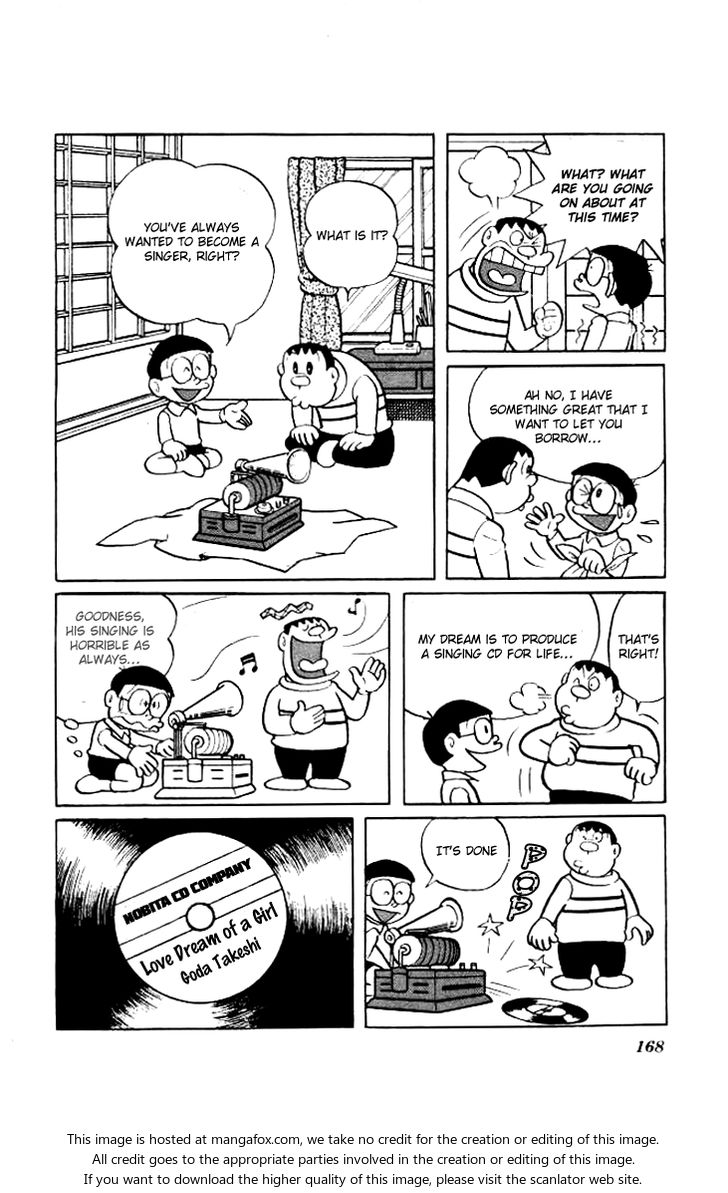 WHAT? WHAT
ARE YOU GOING
ON ABOUT AT
THIS TIME?
AH NO, I HAVE
SOMETHING GREAT THAT I
WANT TO LET YOU
BORROW...
WHAT IS IT?
YOU'VE ALWAYS
WANTED TO BECOME A
SINGER, RIGHT?
THAT'S
RIGHT!
MY DREAM IS TO PRODUCE
A SINGING CD FOR LIFE...
GOODNESS,
HIS SINGING IS
HORRIBLE AS
ALWAYS...
POP
IT'S DONE
NOBITA CD COMPANY
Love Dream of a Girl
Goda Takeshi
168
This image is hosted at mangafox.com, we take no credit for the creation or editing of this image.
All credit goes to the appropriate parties involved in the creation or editing of this image.
If you want to download the higher quality of this image, please visit the scanlator web site.